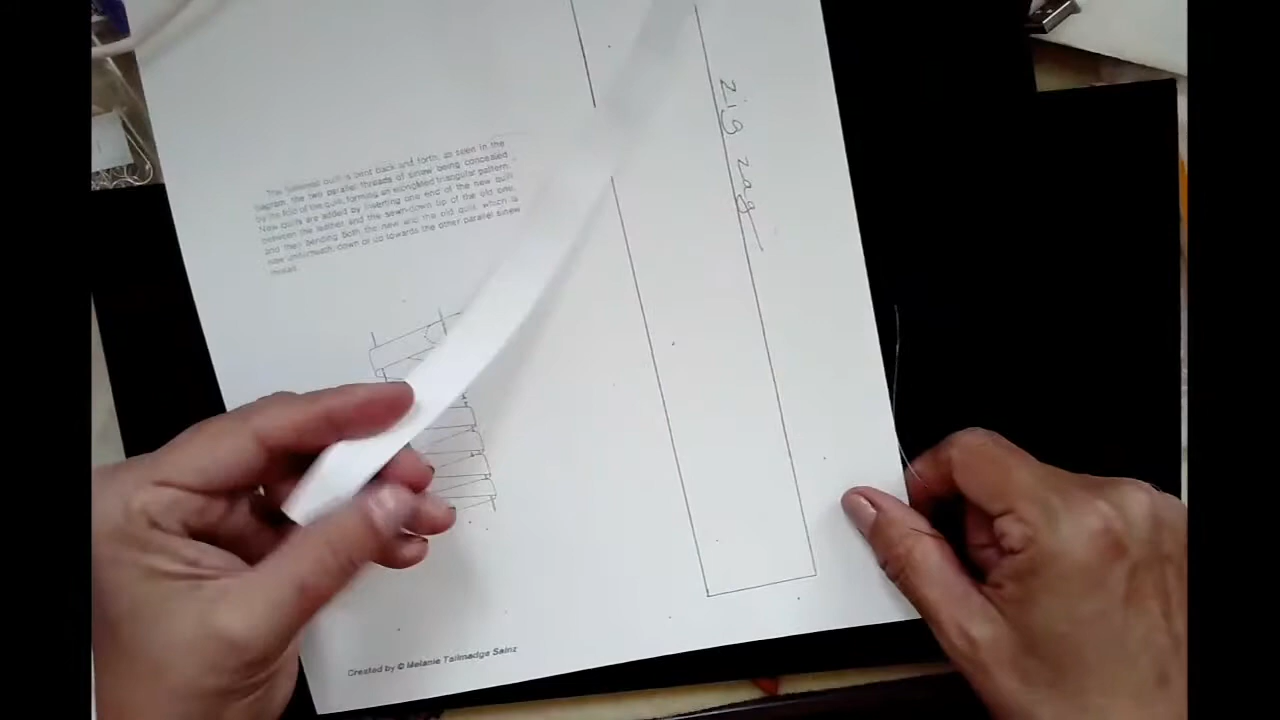 The flattened quill is bent back and forth, as seen in the
diagram, the two parallel threads of sinew being concealed
by the fold of the quill, forming an elongated triangular pattern.
New quills are added by inserting one end of the new quill
between the leather and the sewn-down tip of the old one,
and then bending both the new and the old quill, which is
now underneath, down or up towards the other parallel sinew
thread.
zig zag
Created by © Melanie Tallmadge Sainz